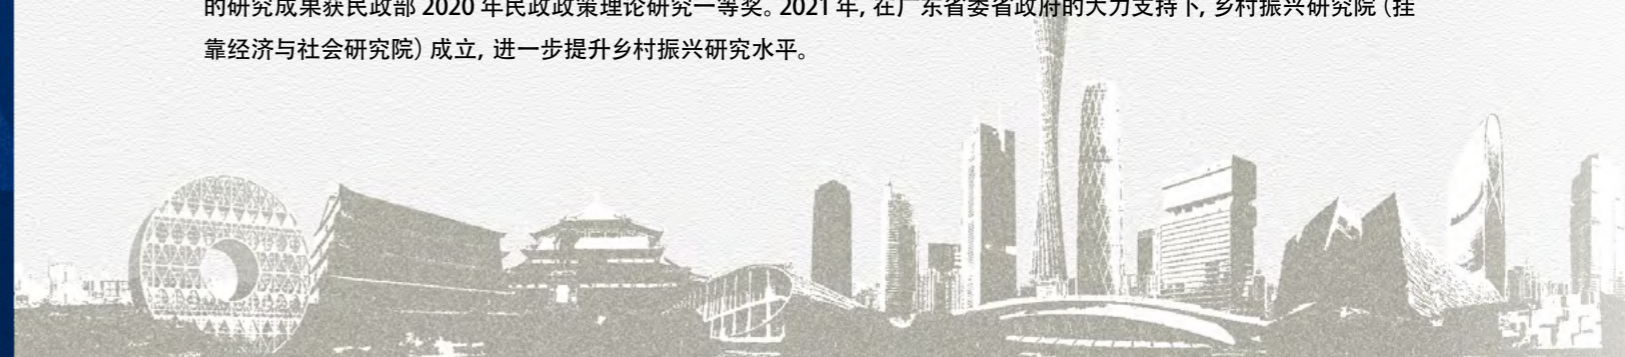 的研究成果获民政部 2020 年民政政策理论研究一等奖。2021 年, 在广东省委省政府的大力支持下, 乡村振兴研究院（挂
靠经济与社会研究院）成立, 进一步提升乡村振兴研究水平。